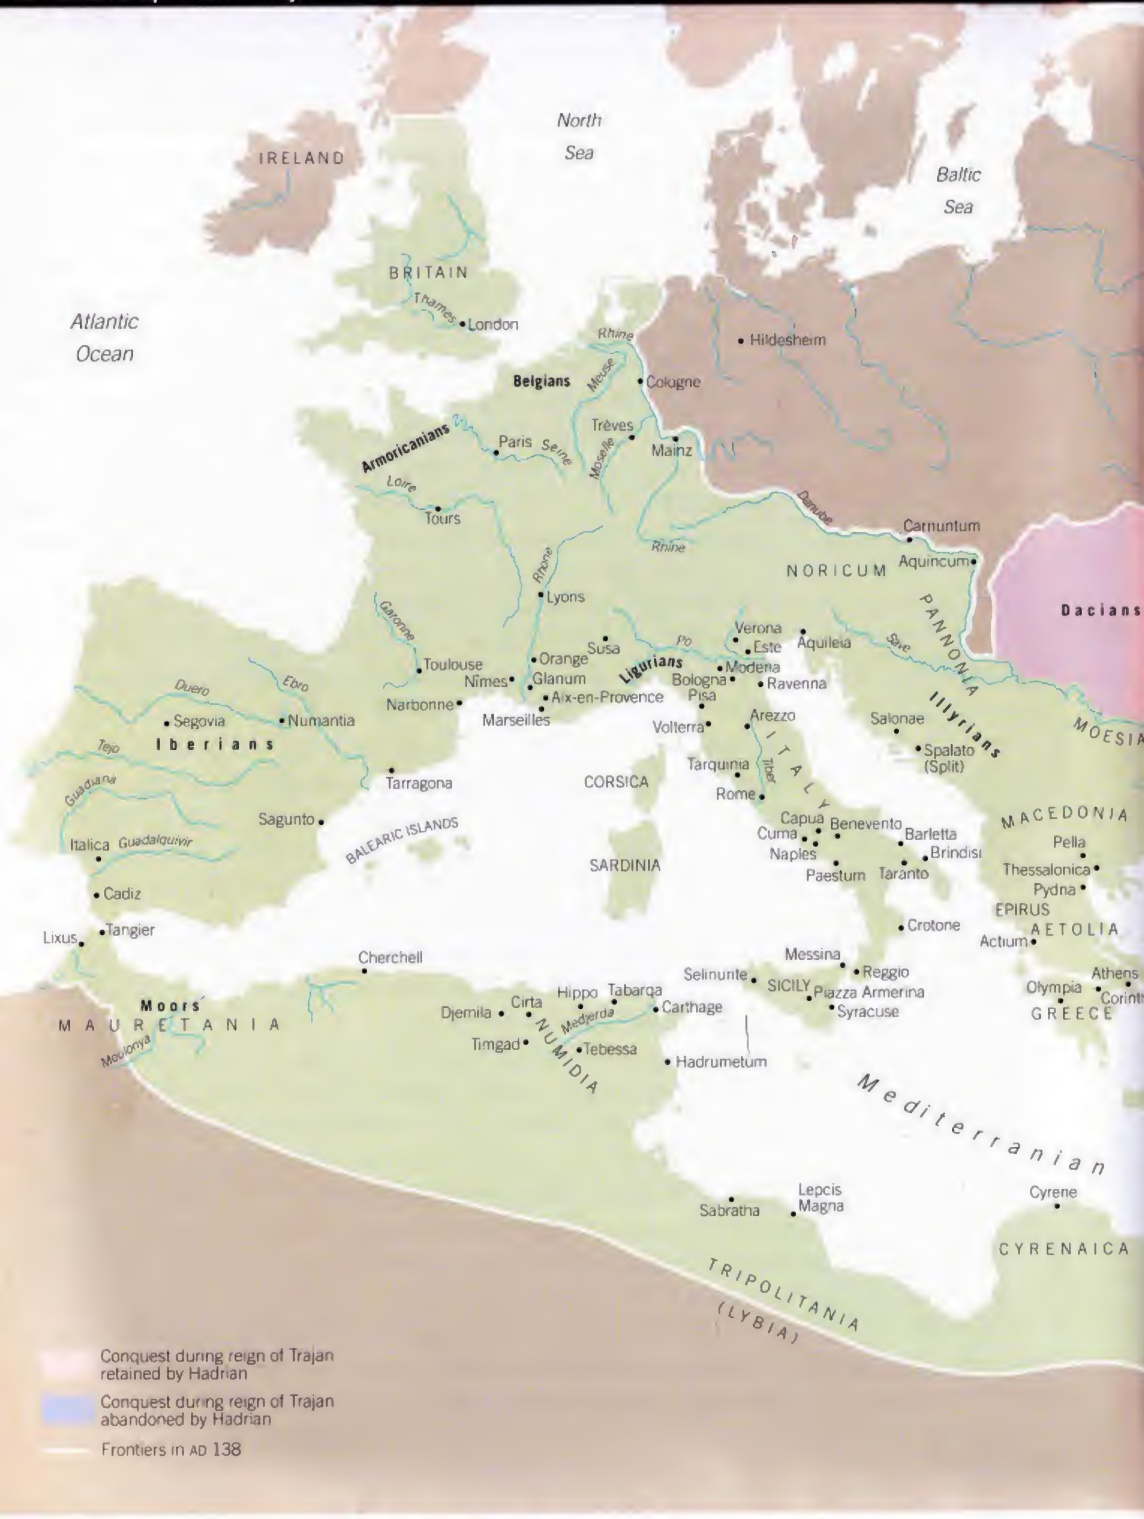 North
Sea
IRELAND
Baltic
Sea
BRITAIN
Thames
London
Atlantic
Ocean
Rhine
Hildesheim
Belgians
Meuse
Cologne
Armoricanians
Trèves
Paris
Seine
Moselle
Mainz
Loire
Tours
Danube
Carnuntum
Rhine
Rhone
NORICUM
Aquincum
Lyons
Garonne
PANNONIA
Dacians
Verona
Po
Este
Aquileia
Save
Susa
Toulouse
Orange
Ligurians
Modena
Nîmes
Glanum
Bologna
Ravenna
Duero
Ebro
Narbonne
Aix-en-Provence
Pisa
Illyrians
Segovia
Numantia
Marseilles
Volterra
Arezzo
Salonae
MOESIA
Iberians
Tejo
ITALY
Spalato
(Split)
Tarquinia
Tiber
Guadiana
Tarragona
CORSICA
Rome
Sagunto
BALEARIC ISLANDS
Capua
Benevento
MACEDONIA
Italica
Guadalquivir
Cuma
Barletta
Pella
Naples
Brindisi
SARDINIA
Paestum
Taranto
Thessalonica
Cadiz
Pydna
EPIRUS
Lixus
Tangier
Crotone
AETOLIA
Actium
Cherchell
Messina
Selinunte
Reggio
Athens
SICILY
Piazza Armerina
Olympia
Corinth
Moors
Hippo
Tabarqa
MAURETANIA
Djemila
Cirta
Carthage
Syracuse
GREECE
Medjerda
Moulonya
Timgad
NUMIDIA
Tebessa
Hadrumetum
Mediterranian
Lepcis
Magna
Sabratha
Cyrene
CYRENAICA
TRIPOLITANIA
(LYBIA)
Conquest during reign of Trajan
retained by Hadrian
Conquest during reign of Trajan
abandoned by Hadrian
Frontiers in AD 138